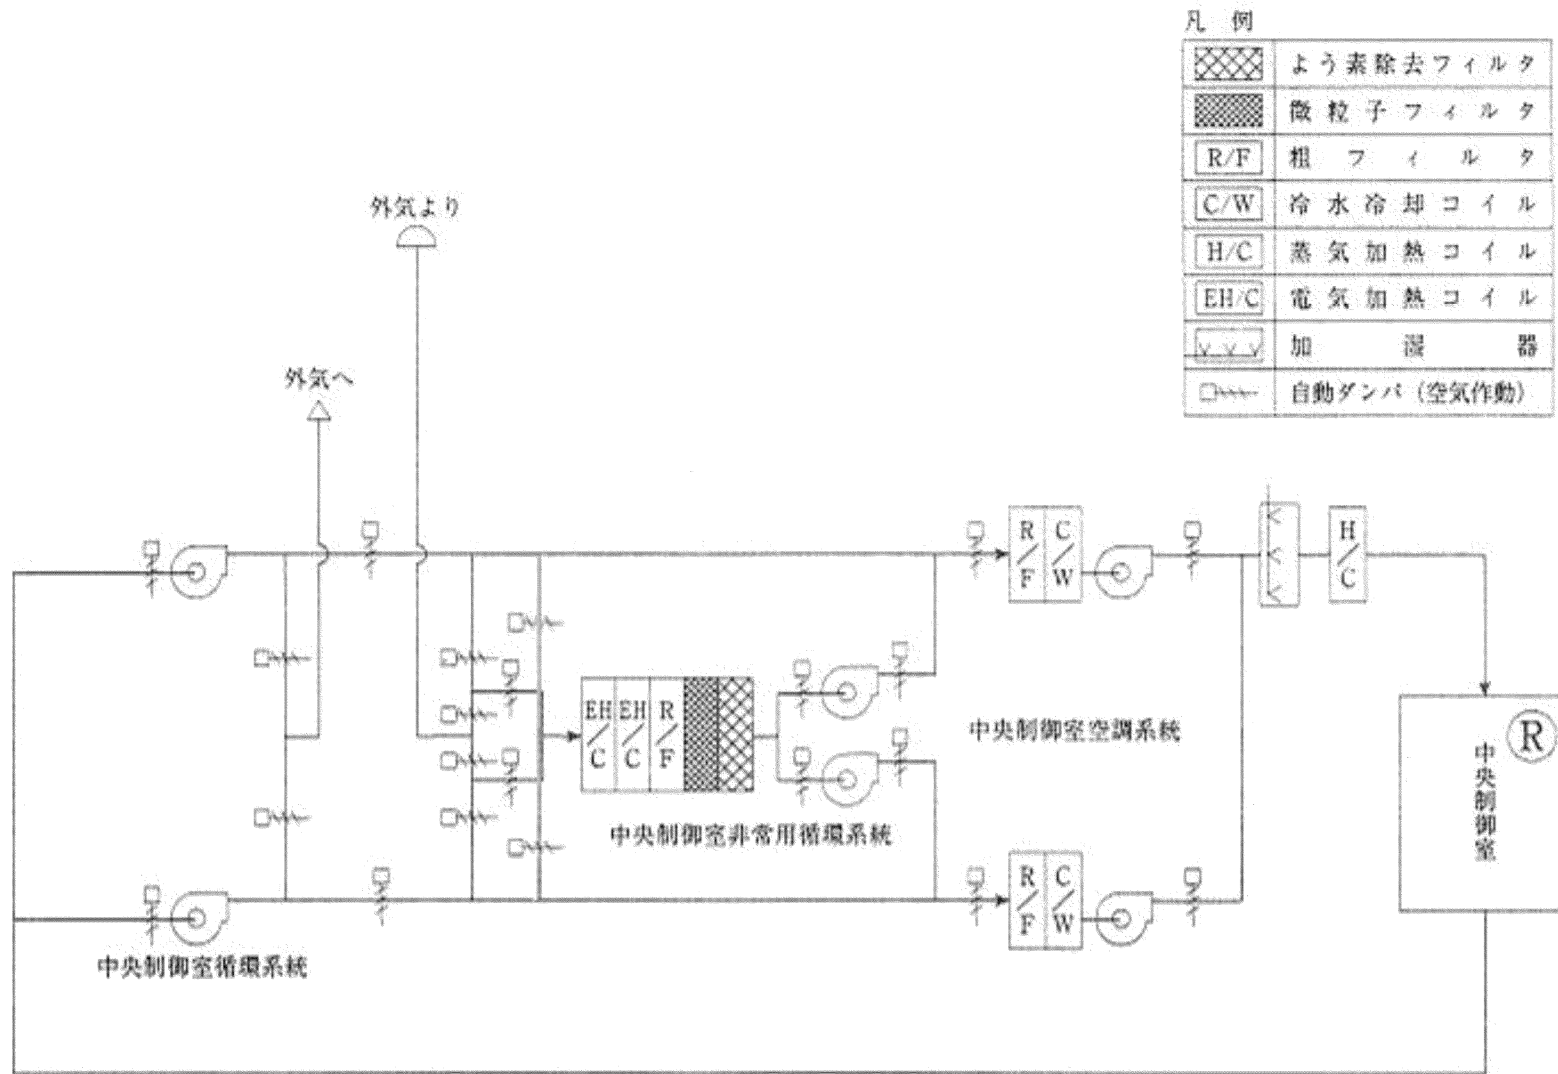 凡例
よう素除去フィルタ
微粒子フィルタ
R/F 粗フィルタ
C/W 冷水冷却コイル
H/C 蒸気加熱コイル
EH/C 電気加熱コイル
加湿器
自動ダンパ（空気作動）
外気より
外気へ
R/F
C/W
H/C
EH/C
EH/C
R/F
中央制御室空調系統
R
中央制御室
中央制御室非常用循環系統
R/F
C/W
中央制御室循環系統